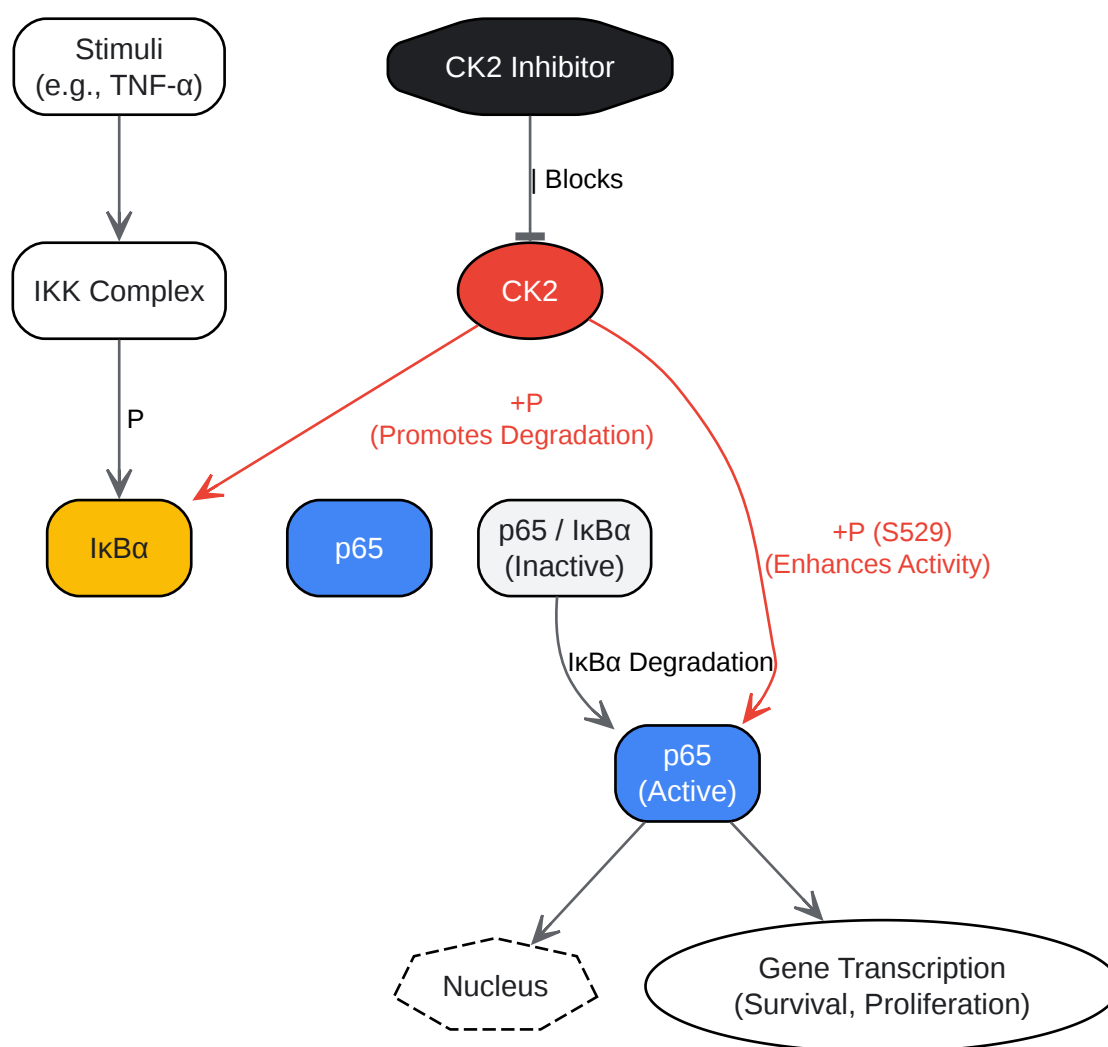 Stimuli
(e.g., TNF-α)
CK2 Inhibitor
| Blocks
IKK Complex
CK2
P
+P
(Promotes Degradation)
IκBα
p65
p65 / IκBα
(Inactive)
+P (S529)
(Enhances Activity)
IκBα Degradation
p65
(Active)
Nucleus
Gene Transcription
(Survival, Proliferation)